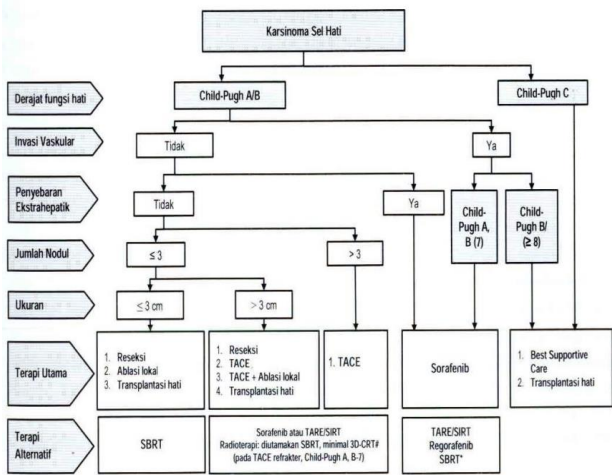 Karsinoma Sel Hati
Derajat fungsi hati
Child-Pugh A/B
Child-Pugh C
Invasi Vaskular
Tidak
Ya
Penyebaran
Ekstrahepatik
Tidak
Ya
Child-
Pugh A,
B (7)
Child-
Pugh B/
(≥ 8)
Jumlah Nodul
≤ 3
> 3
Ukuran
≤ 3 cm
> 3 cm
Terapi Utama
1. Reseksi
2. Ablasi lokal
3. Transplantasi hati
1. Reseksi
2. TACE
3. TACE + Ablasi lokal
4. Transplantasi hati
1. TACE
Sorafenib
1. Best Supportive
Care
2. Transplantasi hati
Terapi
Alternatif
SBRT
Sorafenib atau TARE/SIRT
Radioterapi: diutamakan SBRT, minimal 3D-CRT#
(pada TACE refrakter, Child-Pugh A, B-7)
TARE/SIRT
Regorafenib
SBRT*